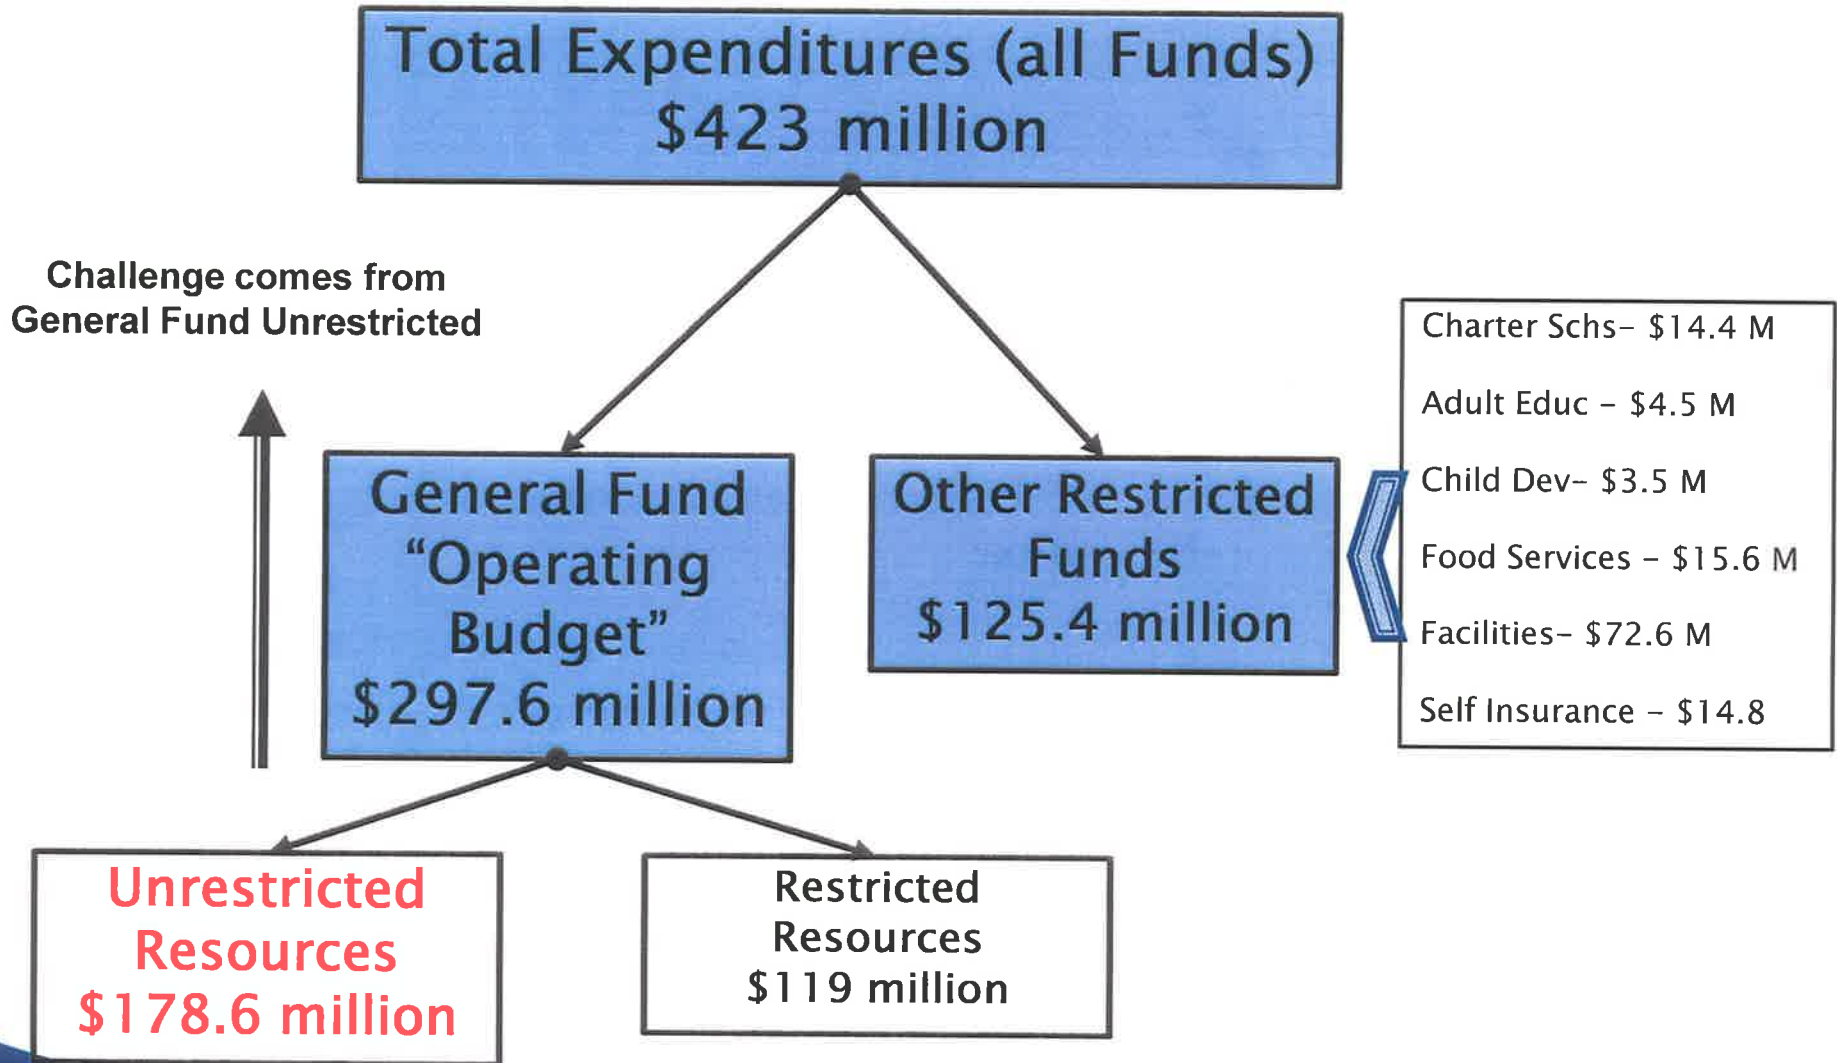 Total Expenditures (all Funds)
$423 million
Challenge comes from
General Fund Unrestricted
General Fund
“Operating
Budget”
$297.6 million
Other Restricted
Funds
$125.4 million
Charter Schs– $14.4 M
Adult Educ – $4.5 M
Child Dev– $3.5 M
Food Services – $15.6 M
Facilities– $72.6 M
Self Insurance – $14.8
Unrestricted
Resources
$178.6 million
Restricted
Resources
$119 million